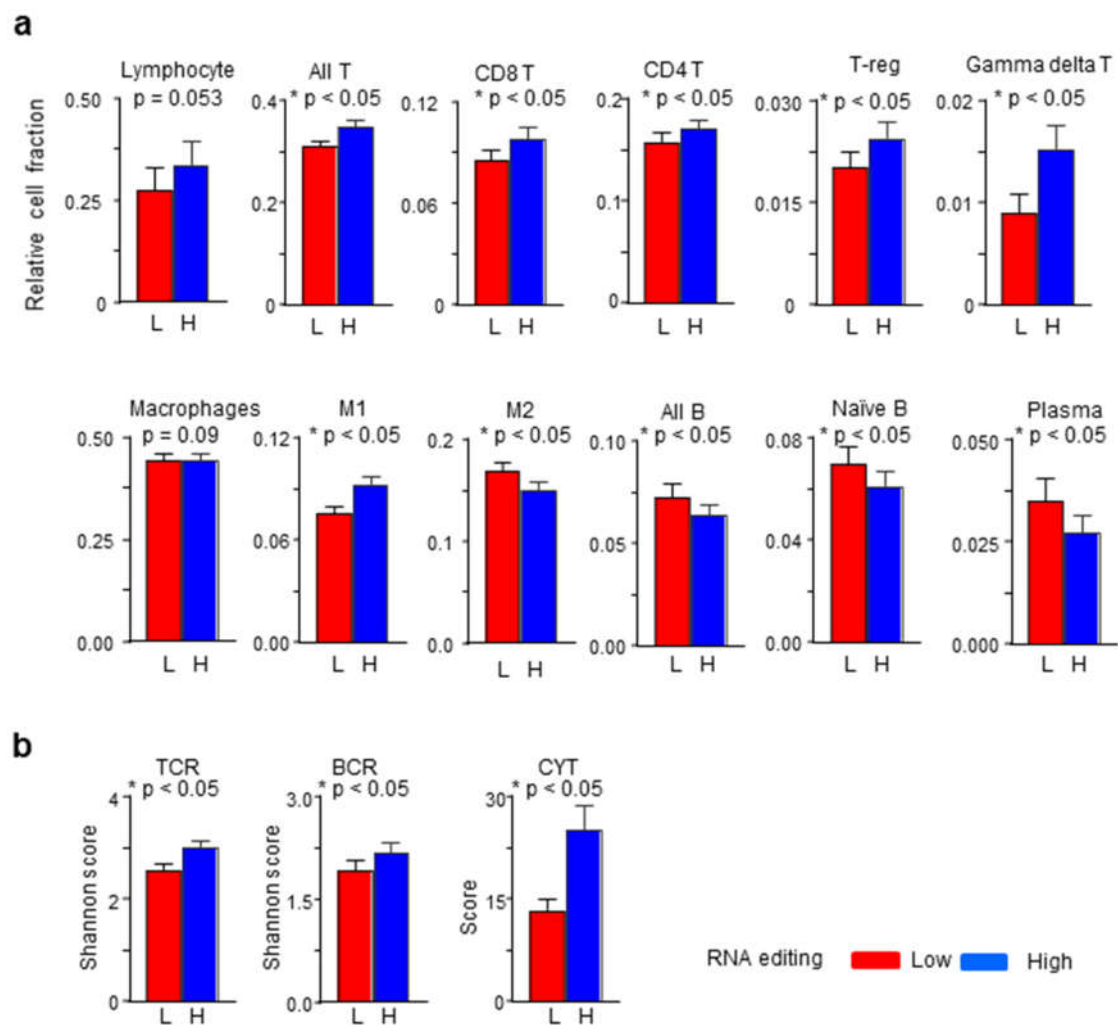 a
Lymphocyte
p = 0.053
All T
* p < 0.05
CD8 T
* p < 0.05
CD4 T
* p < 0.05
T-reg
* p < 0.05
Gamma delta T
* p < 0.05
Relative cell fraction
0.50
0.25
0
L H
0.4
0.2
0
L H
0.12
0.06
0
L H
0.2
0.1
0
L H
0.030
0.015
0
L H
0.02
0.01
0
L H
Macrophages
p = 0.09
0.50
0.25
0.00
L H
M1
* p < 0.05
0.12
0.06
0.00
L H
M2
* p < 0.05
0.2
0.1
0.0
L H
All B
* p < 0.05
0.10
0.05
0.00
L H
Naïve B
* p < 0.05
0.08
0.04
0.00
L H
Plasma
* p < 0.05
0.050
0.025
0.000
L H
b
TCR
* p < 0.05
Shannon score
4
2
0
L H
BCR
* p < 0.05
Shannon score
3.0
1.5
0.0
L H
CYT
* p < 0.05
Score
30
15
0
L H
RNA editing Low High